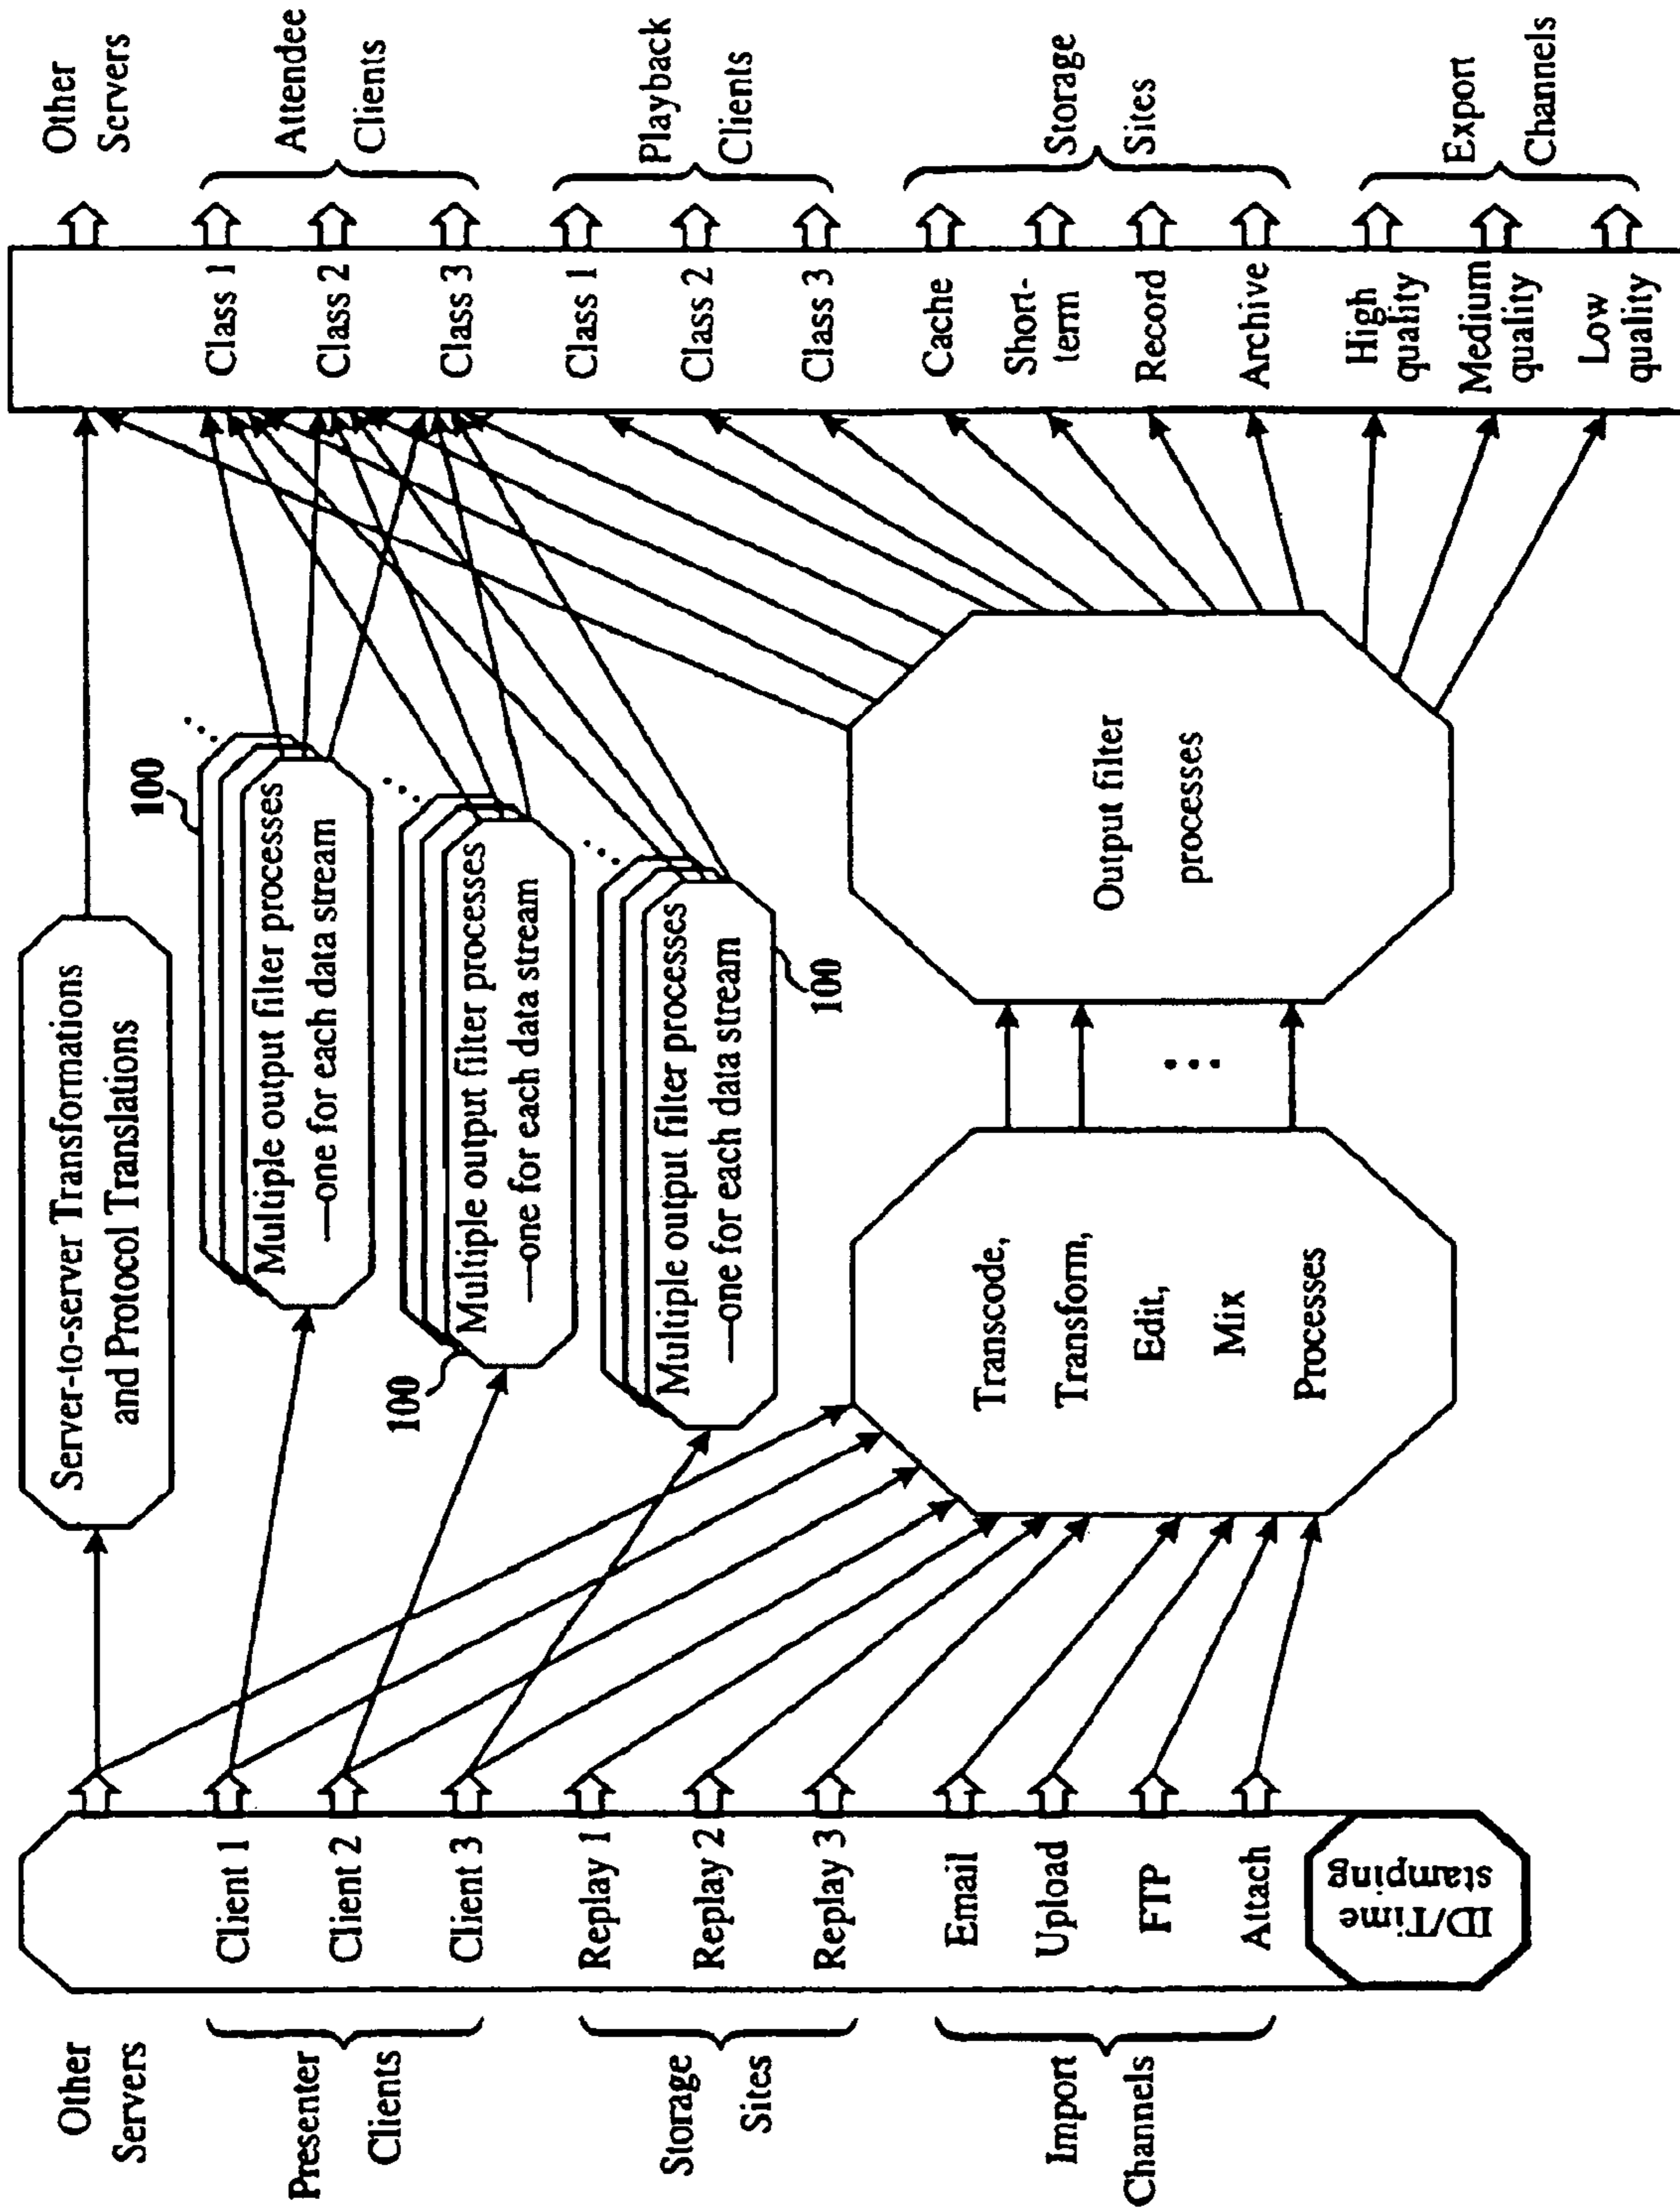 Other
Servers
Presenter
Clients
Storage
Sites
Import
Channels
Client 1
Client 2
Client 3
Replay 1
Replay 2
Replay 3
Email
Upload
FTP
Attach
ID/Time
stamping
Server-to-server Transformations
and Protocol Translations
100
Multiple output filter processes
—one for each data stream
100
Multiple output filter processes
—one for each data stream
100
Multiple output filter processes
—one for each data stream
Transcode,
Transform,
Edit,
Mix
Processes
...
Output filter
processes
Class 1
Class 2
Class 3
Class 1
Class 2
Class 3
Cache
Short-
term
Record
Archive
High
quality
Medium
quality
Low
quality
Other
Servers
Attendee
Clients
Playback
Clients
Storage
Sites
Export
Channels